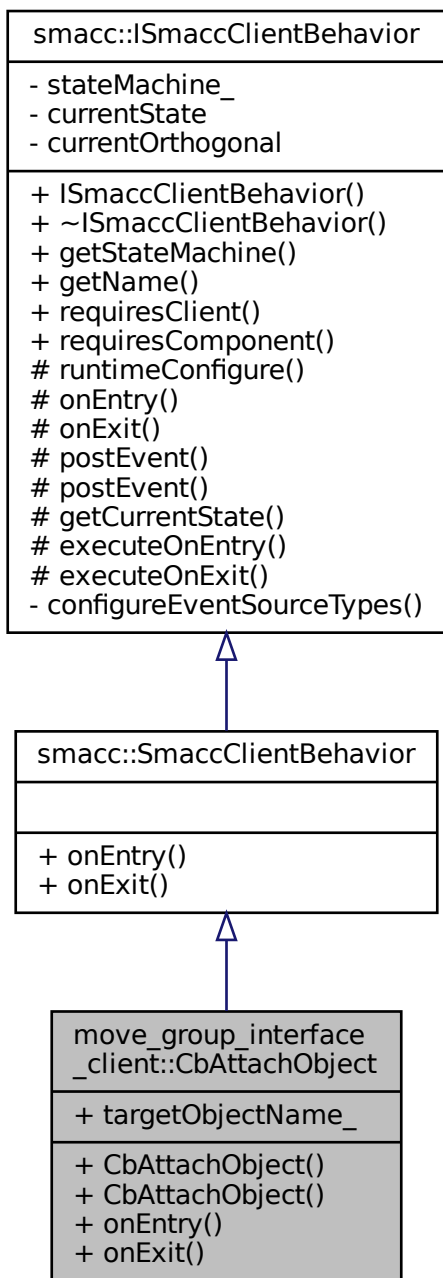 smacc::ISmaccClientBehavior
- stateMachine_
- currentState
- currentOrthogonal
+ ISmaccClientBehavior()
+ ~ISmaccClientBehavior()
+ getStateMachine()
+ getName()
+ requiresClient()
+ requiresComponent()
# runtimeConfigure()
# onEntry()
# onExit()
# postEvent()
# postEvent()
# getCurrentState()
# executeOnEntry()
# executeOnExit()
- configureEventSourceTypes()
smacc::SmaccClientBehavior
+ onEntry()
+ onExit()
move_group_interface
_client::CbAttachObject
+ targetObjectName_
+ CbAttachObject()
+ CbAttachObject()
+ onEntry()
+ onExit()